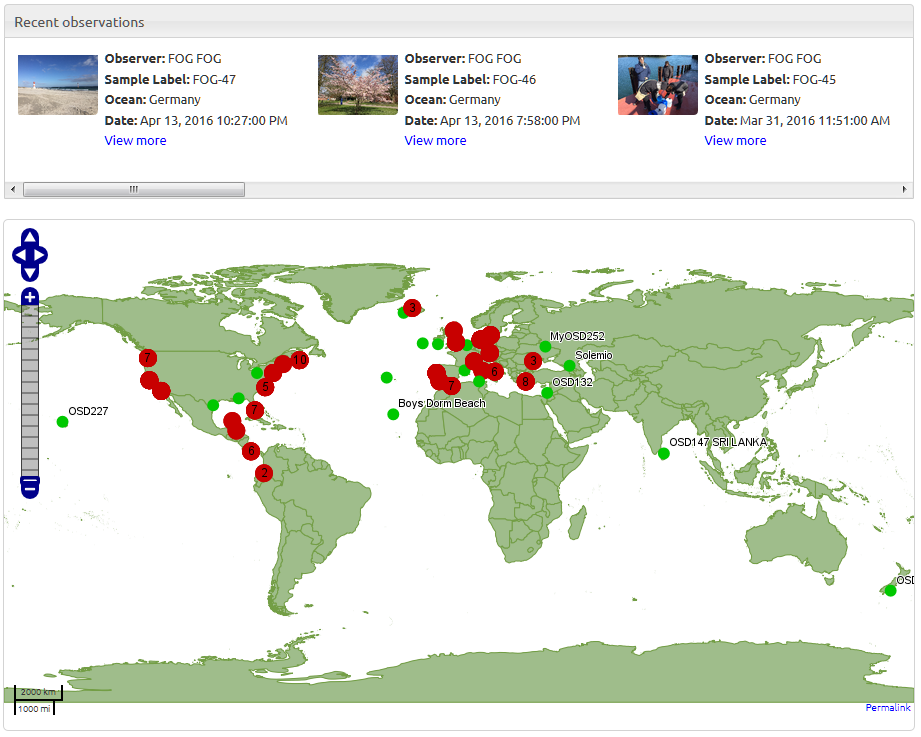 Recent observations
Observer: FOG FOG
Sample Label: FOG-47
Ocean: Germany
Date: Apr 13, 2016 10:27:00 PM
View more
Observer: FOG FOG
Sample Label: FOG-46
Ocean: Germany
Date: Apr 13, 2016 7:58:00 PM
View more
Observer: FOG FOG
Sample Label: FOG-45
Ocean: Germany
Date: Mar 31, 2016 11:51:00 AM
View more
3
MyOSD252
7
10
3
Solemio
6
8
OSD132
5
7
Boys Dorm Beach
7
OSD227
OSD147 SRI LANKA
2
OSD
2000 km
1000 mi
Permalink